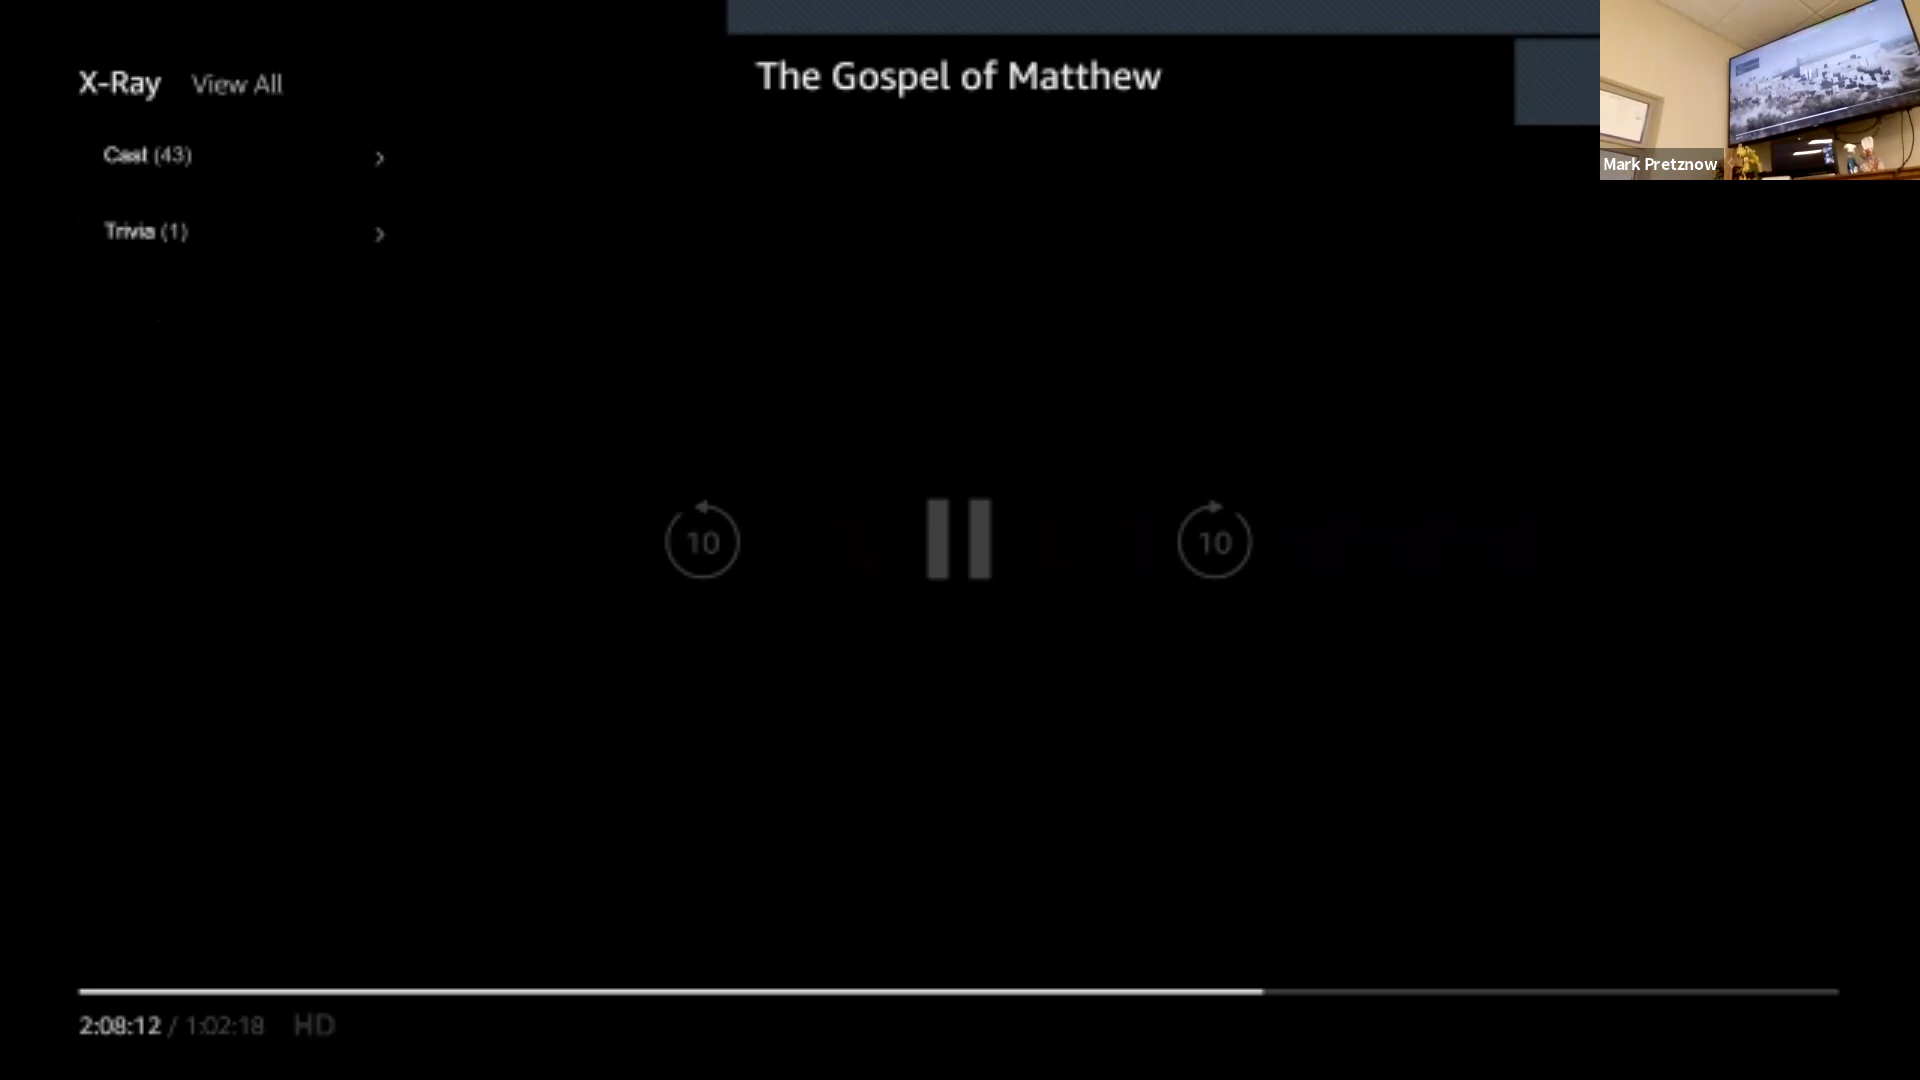 X-Ray View All
The Gospel of Matthew
Cast (43)
Trivia (1)
Mark Pretznow
10
10
2:08:12 / 1:02:18 HD